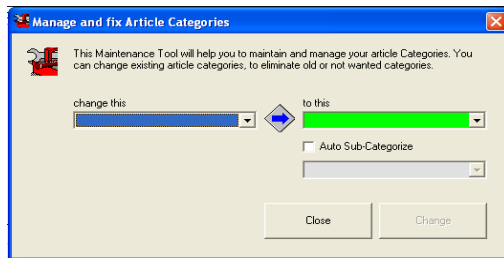 Manage and fix Article Categories
This Maintenance Tool will help you to maintain and manage your article Categories. You
can change existing article categories, to eliminate old or not wanted categories.
change this
to this
Auto Sub-Categorize
Close
Change